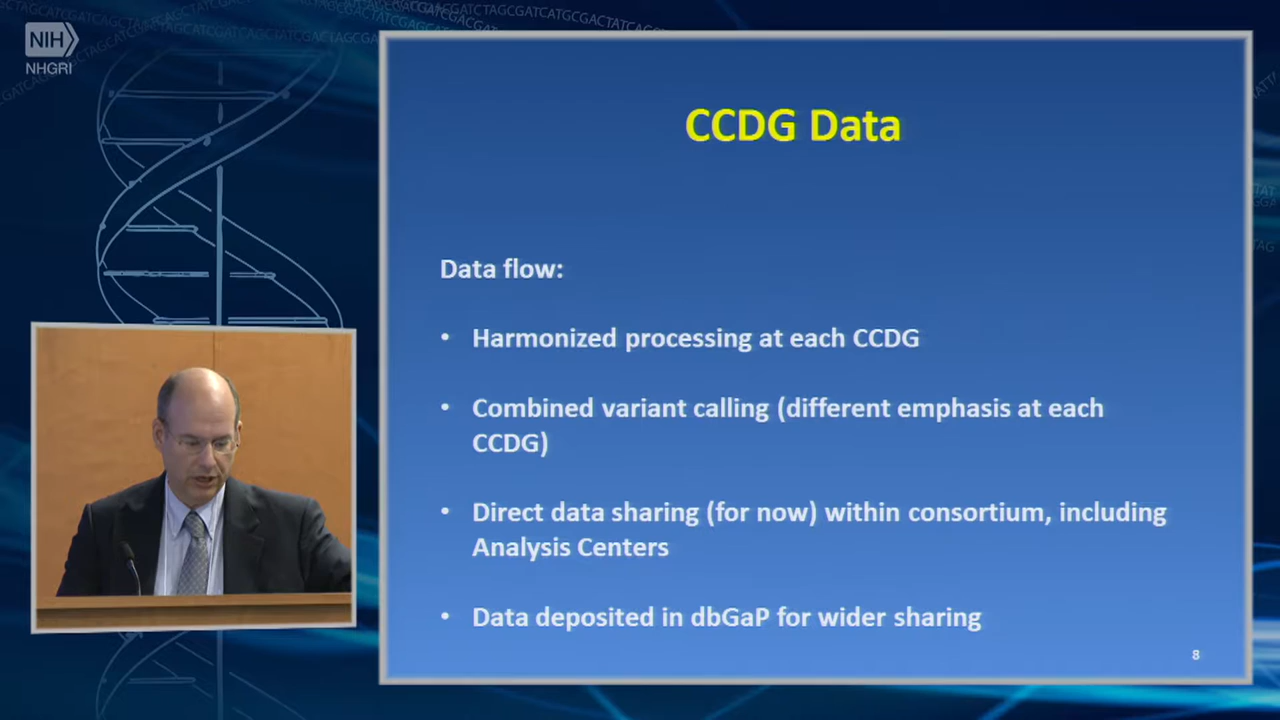 NIH
NHGRI
CCDG Data
Data flow:
• Harmonized processing at each CCDG
• Combined variant calling (different emphasis at each
CCDG)
• Direct data sharing (for now) within consortium, including
Analysis Centers
• Data deposited in dbGaP for wider sharing
8